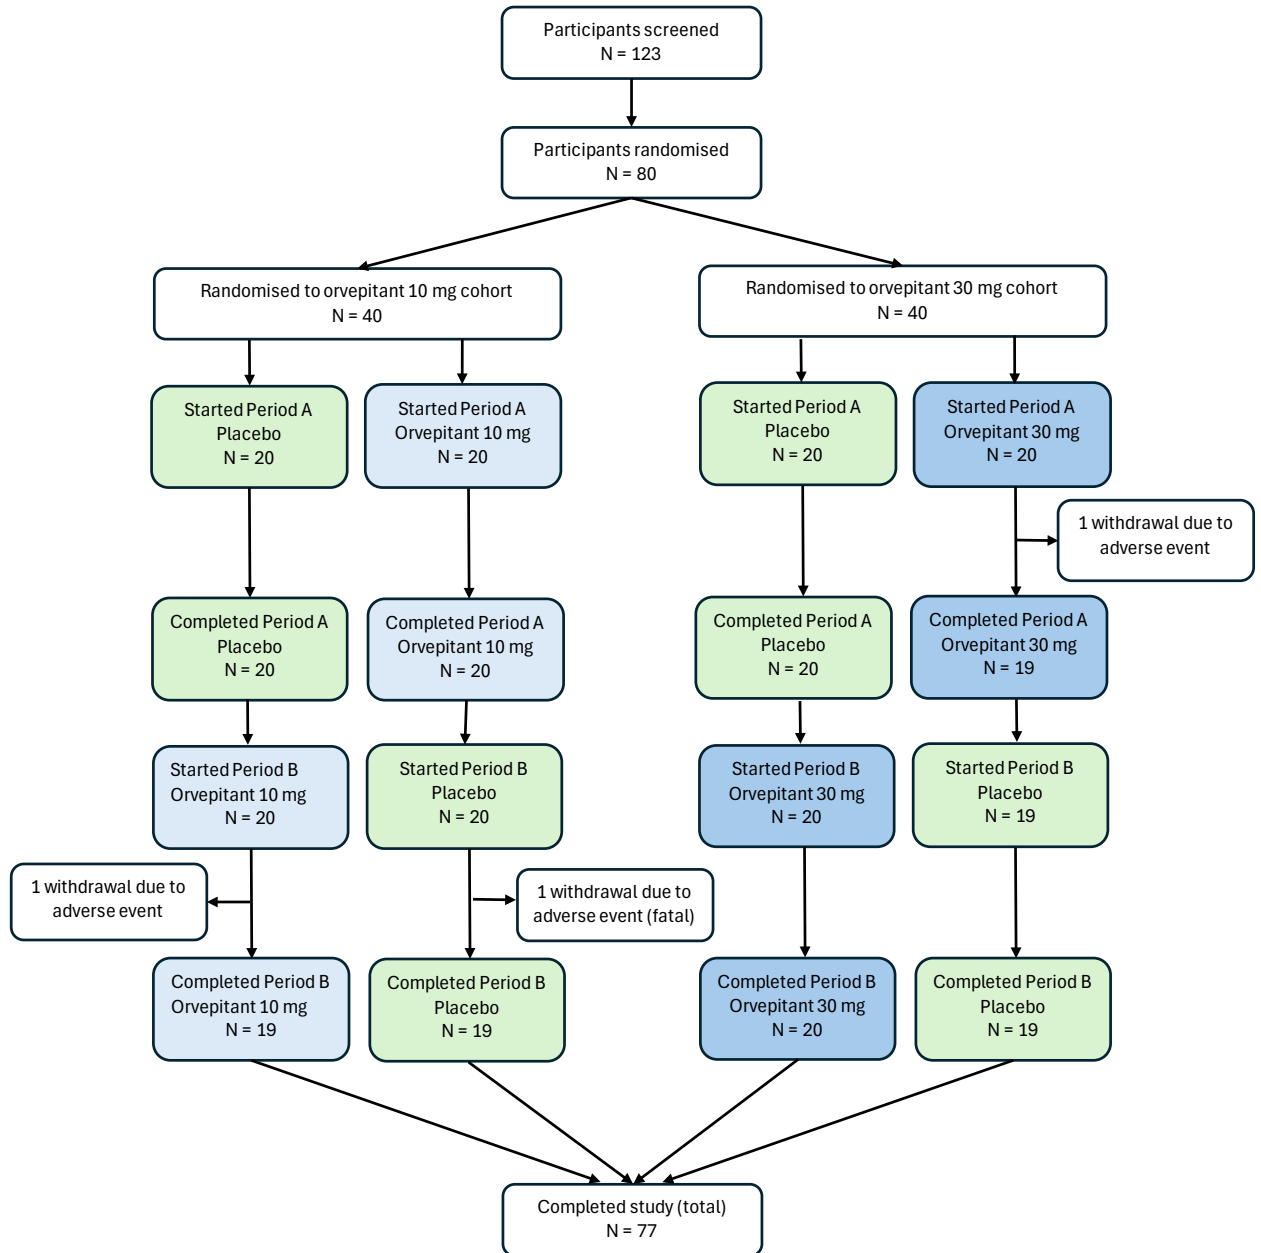 Participants screened
N = 123
Participants randomised
N = 80
Randomised to orvepitant 10 mg cohort
N = 40
Randomised to orvepitant 30 mg cohort
N = 40
Started Period A
Placebo
N = 20
Started Period A
Orvepitant 10 mg
N = 20
Started Period A
Placebo
N = 20
Started Period A
Orvepitant 30 mg
N = 20
1 withdrawal due to
adverse event
Completed Period A
Placebo
N = 20
Completed Period A
Orvepitant 10 mg
N = 20
Completed Period A
Placebo
N = 20
Completed Period A
Orvepitant 30 mg
N = 19
Started Period B
Orvepitant 10 mg
N = 20
Started Period B
Placebo
N = 20
Started Period B
Orvepitant 30 mg
N = 20
Started Period B
Placebo
N = 19
1 withdrawal due to
adverse event
1 withdrawal due to
adverse event (fatal)
Completed Period B
Orvepitant 10 mg
N = 19
Completed Period B
Placebo
N = 19
Completed Period B
Orvepitant 30 mg
N = 20
Completed Period B
Placebo
N = 19
Completed study (total)
N = 77